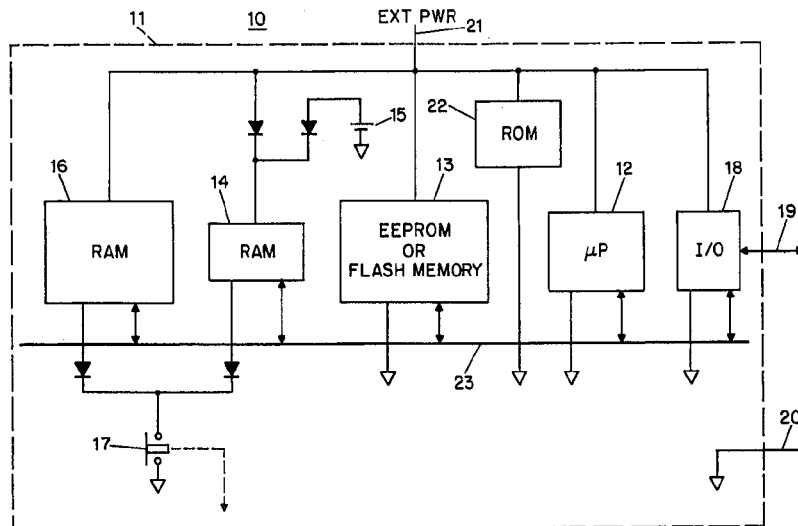 11
10
EXT PWR
21
15
22
ROM
16
RAM
14
RAM
13
EEPROM
OR
FLASH MEMORY
12
μP
18
I/O
19
23
17
20